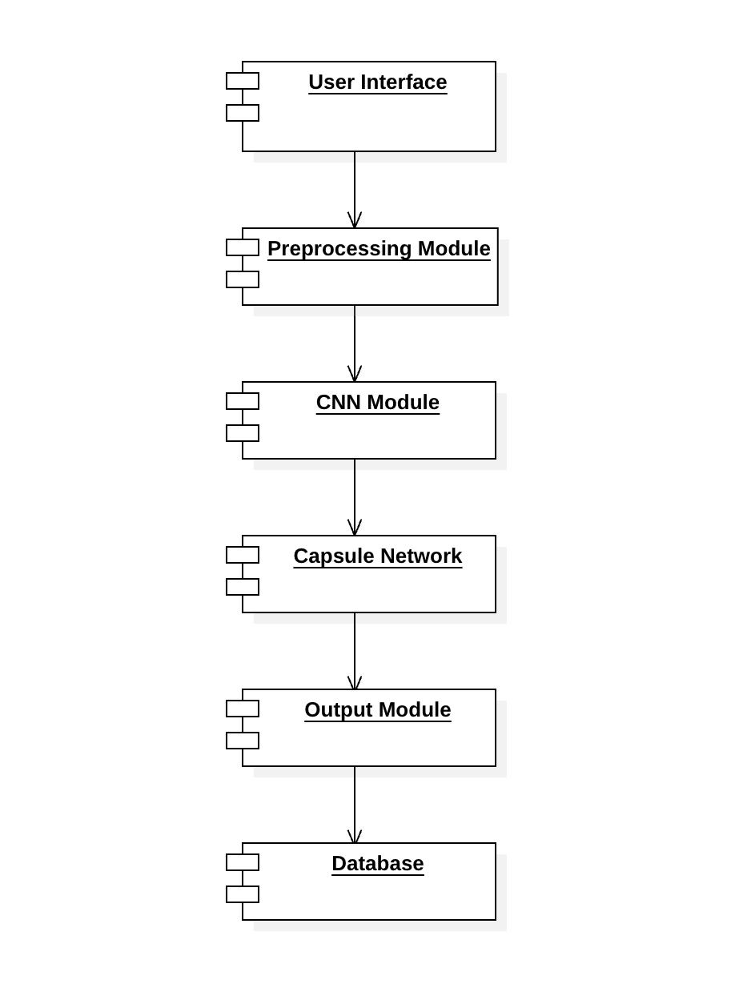 User Interface
Preprocessing Module
CNN Module
Capsule Network
Output Module
Database